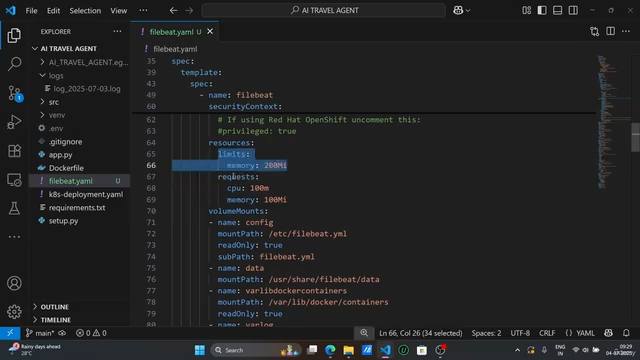 File Edit Selection View ··· AI TRAVEL AGENT
EXPLORER ···
AI TRAVEL AGENT
AI_TRAVEL_AGENT.eg...
logs
log_2025-07-03.log
src
venv
.env
.gitignore
app.py
Dockerfile
filebeat.yaml U
k8s-deployment.yaml
requirements.txt
setup.py
OUTLINE
TIMELINE
filebeat.yaml U ×
filebeat.yaml
35 spec:
template:
spec:
59 - name: filebeat
60 securityContext:
62 # If using Red Hat OpenShift uncomment this:
63 #privileged: true
64 resources:
65 limits:
66 memory: 200Mi
67 requests:
68 cpu: 100m
69 memory: 100Mi
70 volumeMounts:
71 - name: config
72 mountPath: /etc/filebeat.yml
73 readOnly: true
74 subPath: filebeat.yml
75 - name: data
76 mountPath: /usr/share/filebeat/data
77 - name: varlibdockercontainers
78 mountPath: /var/lib/docker/containers
79 readOnly: true
80 - name: varlog
main* 0 0 Ln 66, Col 26 (34 selected) Spaces: 2 UTF-8 CRLF YAML
Rainy days ahead
28°C
Search
ENG
IN
09:29